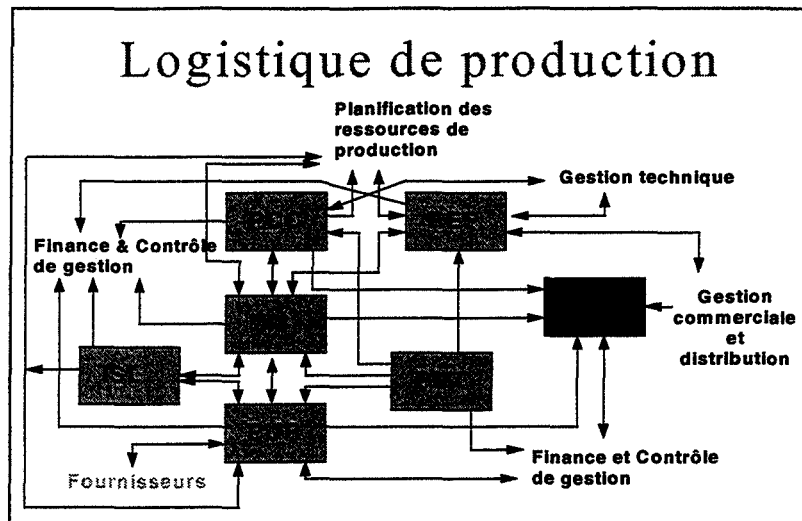 Logistique de production
Planification des
ressources de
production
Gestion technique
Finance & Contrôle
de gestion
Gestion
commerciale
et
distribution
Finance et Contrôle
de gestion
Fournisseurs